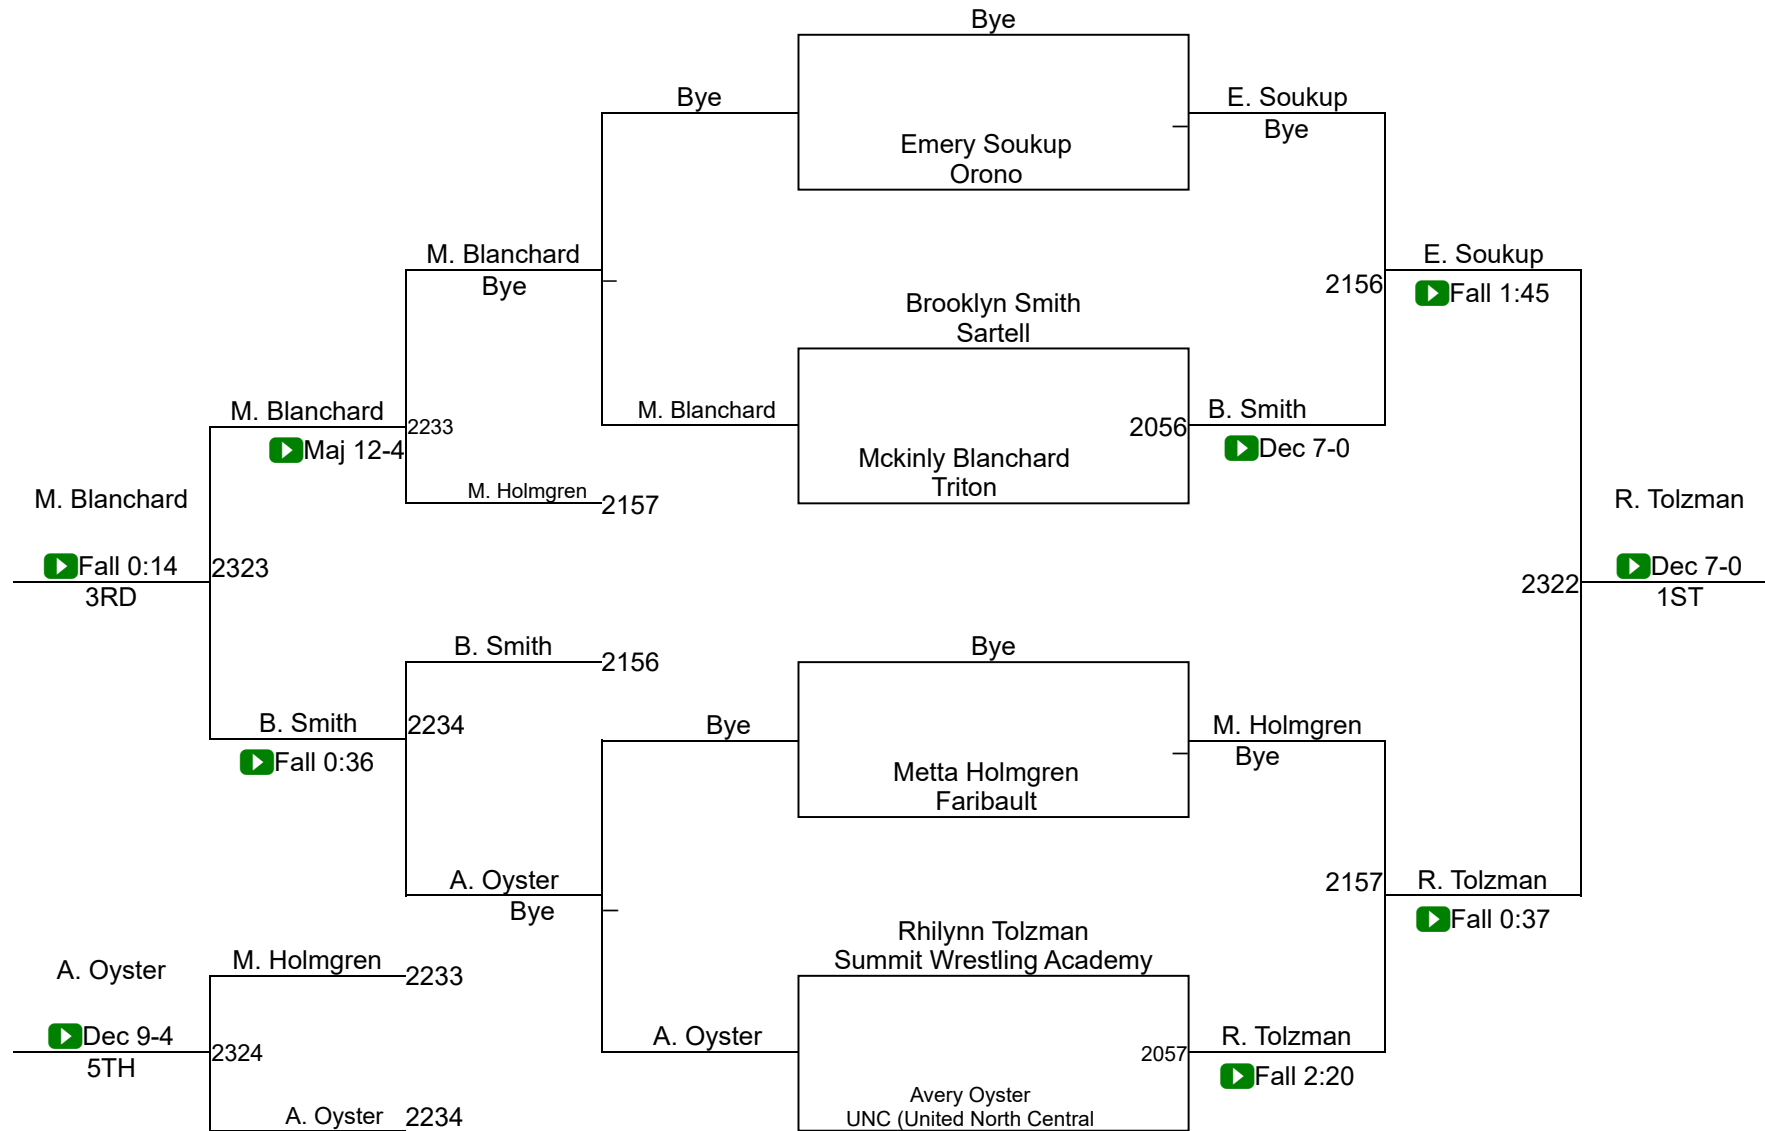 Bye
Bye
E. Soukup
Bye
Emery Soukup
Orono
M. Blanchard
Bye
E. Soukup
2156
Fall 1:45
Brooklyn Smith
Sartell
M. Blanchard
2233
Maj 12-4
M. Blanchard
2056
B. Smith
Dec 7-0
Mckinly Blanchard
Triton
M. Holmgren
2157
M. Blanchard
R. Tolzman
Fall 0:14
2323
3RD
2322
Dec 7-0
1ST
B. Smith
2156
Bye
B. Smith
2234
Fall 0:36
Bye
M. Holmgren
Bye
Metta Holmgren
Faribault
A. Oyster
Bye
2157
R. Tolzman
Fall 0:37
Rhilynn Tolzman
Summit Wrestling Academy
A. Oyster
M. Holmgren
2233
Dec 9-4
2324
5TH
A. Oyster
2057
R. Tolzman
Fall 2:20
Avery Oyster
UNC (United North Central
A. Oyster
2234